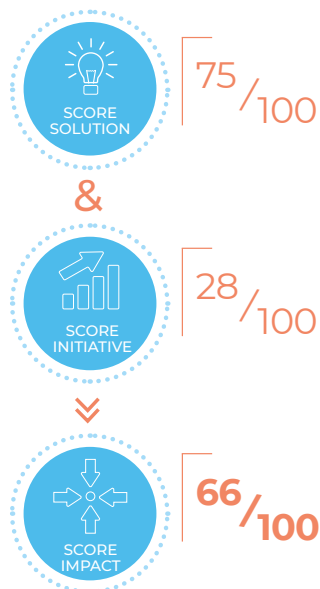 SCORE
SOLUTION
75/100
&
SCORE
INITIATIVE
28/100
SCORE
IMPACT
66/100